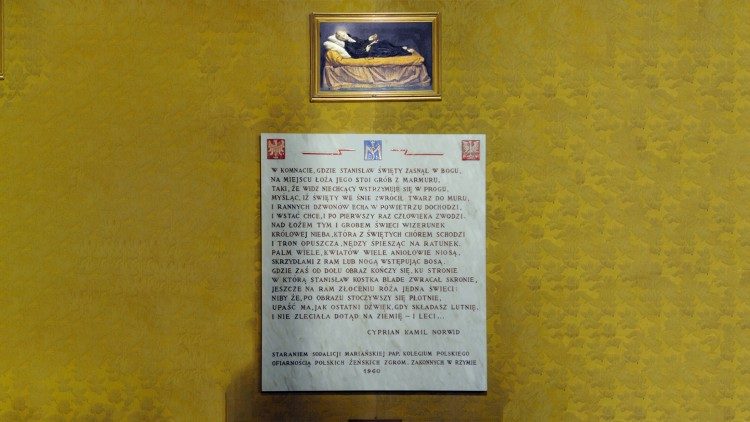 W KOMNACIE, GDZIE STANISŁAW ŚWIĘTY ZASNĄŁ W BOGU,
NA MIEJSCU ŁOŻA JEGO STOI GRÓB Z MARMURU,
TAKI, ŻE WIDZ NIECHCĄCY WSTRZYMUJE SIĘ W PROGU,
MYŚLĄC, IŻ ŚWIĘTY WE ŚNIE ZWRÓCIŁ TWARZ DO MURU,
I RANNYCH DZWONÓW ECHA W POWIETRZU DOCHODZI,
I WSTAĆ CHCE, I PO PIERWSZY RAZ CZŁOWIEKA ZWODZI.
NAD ŁOŻEM TYM I GROBEM ŚWIECI WIZERUNEK
KRÓLOWEJ NIEBA, KTÓRA Z ŚWIĘTYCH CHÓREM SCHODZI
I TRON OPUSZCZA, NĘDZY SPIESZĄC NA RATUNEK.
PALM WIELE, KWIATÓW WIELE ANIOŁOWIE NIOSĄ,
SKRZYDŁAMI Z RAM LUB NOGĄ WSTĘPUJĄC BOSĄ.
GDZIE ZAŚ OD DOŁU OBRAZ KOŃCZY SIĘ, KU STRONIE
W KTÓRĄ STANISŁAW KOSTKA BLADE ZWRACAŁ SKRONIE,
JESZCZE NA RAM ZŁOCENIU RÓŻA JEDNA ŚWIECI:
NIBY ŻE, PO OBRAZU STOCZYWSZY SIĘ PŁÓTNIE,
UPAŚĆ MA, JAK OSTATNI DŹWIĘK, GDY SKŁADASZ LUTNIĘ,
I NIE ZLECIAŁA DOTĄD NA ZIEMIĘ – I LECI...
CYPRIAN KAMIL NORWID
STARANIEM SODALICJI MARIAŃSKIEJ PAP. KOLEGIUM POLSKIEGO
OFIARNOŚCIĄ POLSKICH ŻEŃSKICH ZGROM. ZAKONNYCH W RZYMIE
1960